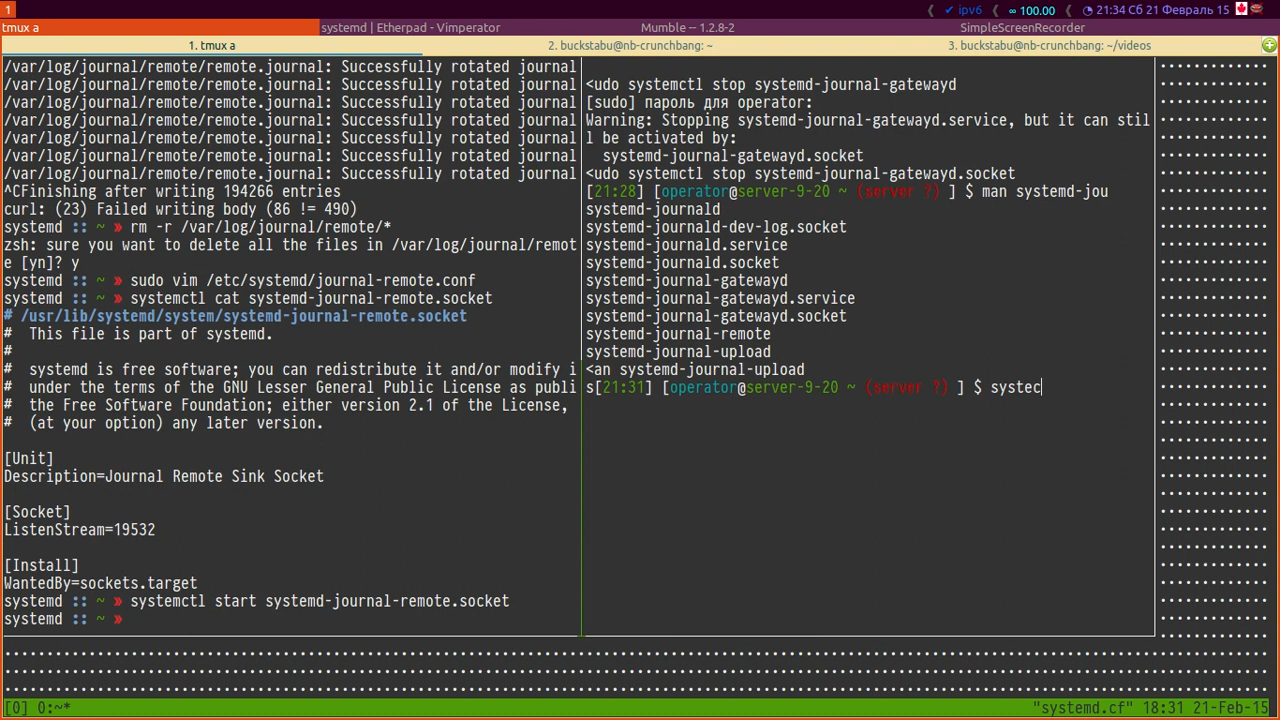 1
ipv6 ∞ 100.00 21:34 Сб 21 Февраль 15
tmux a systemd | Etherpad - Vimperator Mumble -- 1.2.8-2 SimpleScreenRecorder
1. tmux a 2. buckstabu@nb-crunchbang: ~ 3. buckstabu@nb-crunchbang: ~/videos
/var/log/journal/remote/remote.journal: Successfully rotated journal
/var/log/journal/remote/remote.journal: Successfully rotated journal
/var/log/journal/remote/remote.journal: Successfully rotated journal
/var/log/journal/remote/remote.journal: Successfully rotated journal
/var/log/journal/remote/remote.journal: Successfully rotated journal
/var/log/journal/remote/remote.journal: Successfully rotated journal
/var/log/journal/remote/remote.journal: Successfully rotated journal
^CFinishing after writing 194266 entries
curl: (23) Failed writing body (86 != 490)
systemd :: ~ » rm -r /var/log/journal/remote/*
zsh: sure you want to delete all the files in /var/log/journal/remot
e [yn]? y
systemd :: ~ » sudo vim /etc/systemd/journal-remote.conf
systemd :: ~ » systemctl cat systemd-journal-remote.socket
# /usr/lib/systemd/system/systemd-journal-remote.socket
#  This file is part of systemd.
#
#  systemd is free software; you can redistribute it and/or modify i
#  under the terms of the GNU Lesser General Public License as publi
#  the Free Software Foundation; either version 2.1 of the License,
#  (at your option) any later version.
[Unit]
Description=Journal Remote Sink Socket
[Socket]
ListenStream=19532
[Install]
WantedBy=sockets.target
systemd :: ~ » systemctl start systemd-journal-remote.socket
systemd :: ~ »
<udo systemctl stop systemd-journal-gatewayd
[sudo] пароль для operator:
Warning: Stopping systemd-journal-gatewayd.service, but it can stil
l be activated by:
  systemd-journal-gatewayd.socket
<udo systemctl stop systemd-journal-gatewayd.socket
[21:28] [operator@server-9-20 ~ (server ?) ] $ man systemd-jou
systemd-journald
systemd-journald-dev-log.socket
systemd-journald.service
systemd-journald.socket
systemd-journal-gatewayd
systemd-journal-gatewayd.service
systemd-journal-gatewayd.socket
systemd-journal-remote
systemd-journal-upload
<an systemd-journal-upload
s[21:31] [operator@server-9-20 ~ (server ?) ] $ systec
[0] 0:~* "systemd.cf" 18:31 21-Feb-15